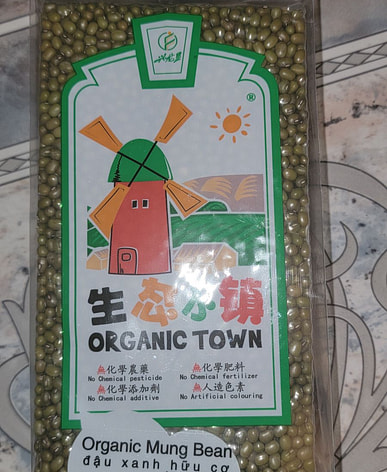 ®
生态小镇
ORGANIC TOWN
無化學農藥
No Chemical pesticide
無化學肥料
No Chemical fertilizer
無化學添加劑
No Chemical additive
無人造色素
No Artificial colouring
Organic Mung Bean
đậu xanh hữu cơ